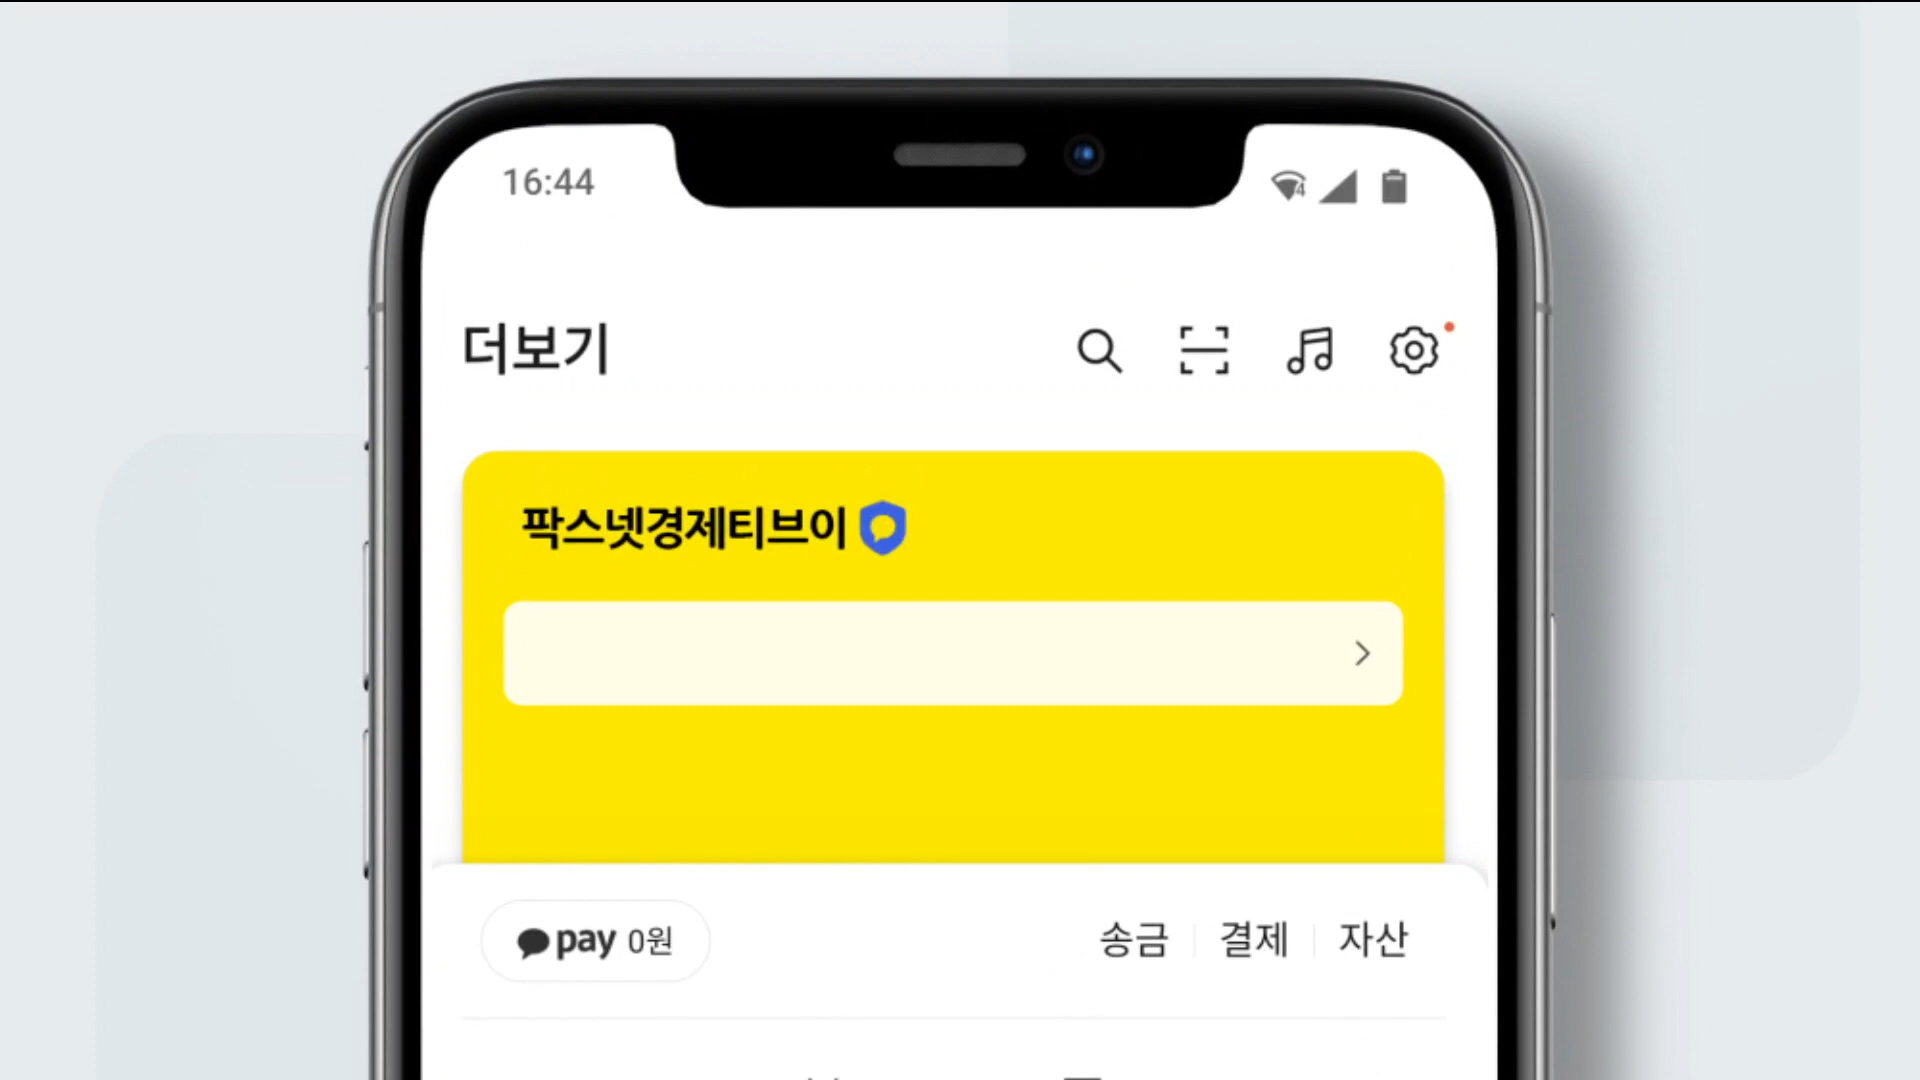 16:44
더보기
팍스넷경제티브이
pay 0원
송금 결제 자산